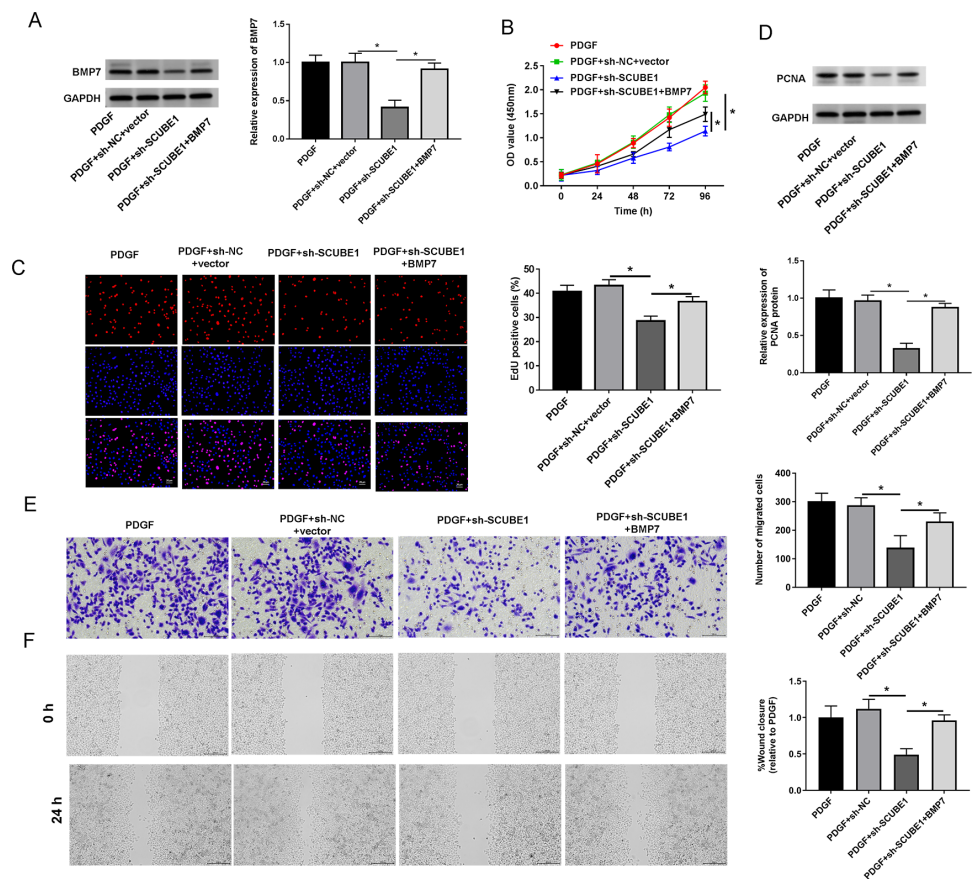 A
BMP7
GAPDH
PDGF
PDGF+sh-NC+vector
PDGF+sh-SCUBE1
PDGF+sh-SCUBE1+BMP7
Relative expression of BMP7
1.5
1.0
0.5
0.0
*
*
PDGF
PDGF+sh-NC+vector
PDGF+sh-SCUBE1
PDGF+sh-SCUBE1+BMP7
B
PDGF
PDGF+sh-NC+vector
PDGF+sh-SCUBE1
PDGF+sh-SCUBE1+BMP7
OD value (450nm)
2.5
2.0
1.5
1.0
0.5
0.0
*
*
0 24 48 72 96
Time (h)
D
PCNA
GAPDH
PDGF
PDGF+sh-NC+vector
PDGF+sh-SCUBE1
PDGF+sh-SCUBE1+BMP7
C
PDGF
PDGF+sh-NC
+vector
PDGF+sh-SCUBE1
PDGF+sh-SCUBE1
+BMP7
EdU positive cells (%)
50
40
30
20
10
0
*
*
PDGF
PDGF+sh-NC+vector
PDGF+sh-SCUBE1
PDGF+sh-SCUBE1+BMP7
Relative expression of
PCNA protein
1.5
1.0
0.5
0.0
*
*
PDGF
PDGF+sh-NC+vector
PDGF+sh-SCUBE1
PDGF+sh-SCUBE1+BMP7
E
PDGF
PDGF+sh-NC
+vector
PDGF+sh-SCUBE1
PDGF+sh-SCUBE1
+BMP7
Number of migrated cells
400
300
200
100
0
*
*
PDGF
PDGF+sh-NC
PDGF+sh-SCUBE1
PDGF+sh-SCUBE1+BMP7
F
0 h
24 h
%Wound closure
(relative to PDGF)
1.5
1.0
0.5
0.0
*
*
PDGF
PDGF+sh-NC
PDGF+sh-SCUBE1
PDGF+sh-SCUBE1+BMP7